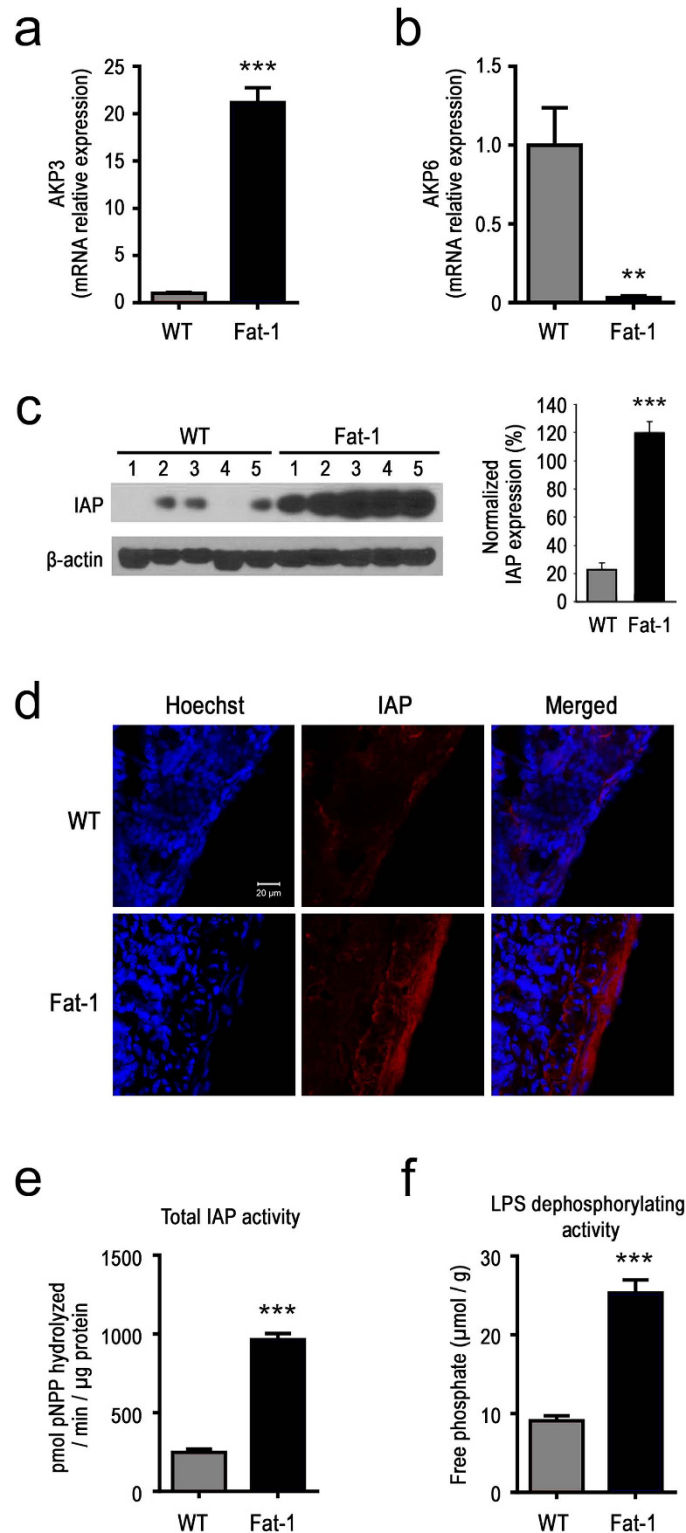 a
AKP3
(mRNA relative expression)
25
20
15
10
5
0
***
WT
Fat-1
b
AKP6
(mRNA relative expression)
1.5
1.0
0.5
0
**
WT
Fat-1
c
WT
Fat-1
1 2 3 4 5 1 2 3 4 5
IAP
β-actin
Normalized
IAP expression (%)
140
120
100
80
60
40
20
0
***
WT Fat-1
d
Hoechst
IAP
Merged
WT
20 µm
Fat-1
e
Total IAP activity
pmol pNPP hydrolyzed
/ min / µg protein
1500
1000
500
0
***
WT
Fat-1
f
LPS dephosphorylating
activity
Free phosphate (µmol / g)
30
20
10
0
***
WT
Fat-1